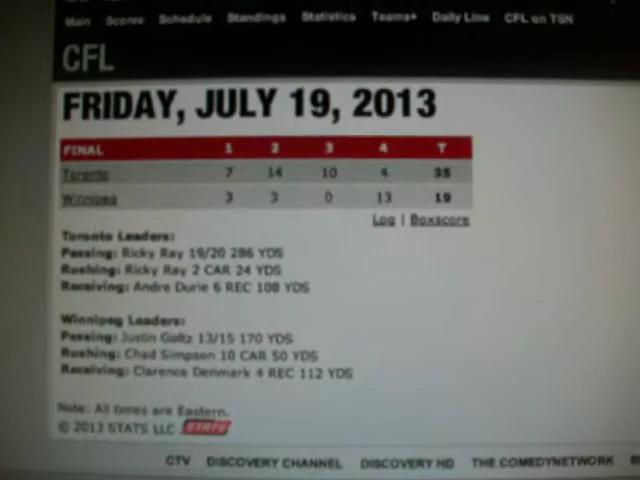 Main Scores Schedule Standings Statistics Teams+ Daily Line CFL on TSN
CFL
FRIDAY, JULY 19, 2013
FINAL 1 2 3 4 T
Toronto 7 14 10 4 35
Winnipeg 3 3 0 13 19
Log | Boxscore
Toronto Leaders:
Passing: Ricky Ray 19/20 286 YDS
Rushing: Ricky Ray 2 CAR 24 YDS
Receiving: Andre Durie 6 REC 108 YDS
Winnipeg Leaders:
Passing: Justin Goltz 13/15 170 YDS
Rushing: Chad Simpson 10 CAR 50 YDS
Receiving: Clarence Denmark 4 REC 112 YDS
Note: All times are Eastern.
© 2013 STATS LLC STATS
CTV DISCOVERY CHANNEL DISCOVERY HD THE COMEDYNETWORK